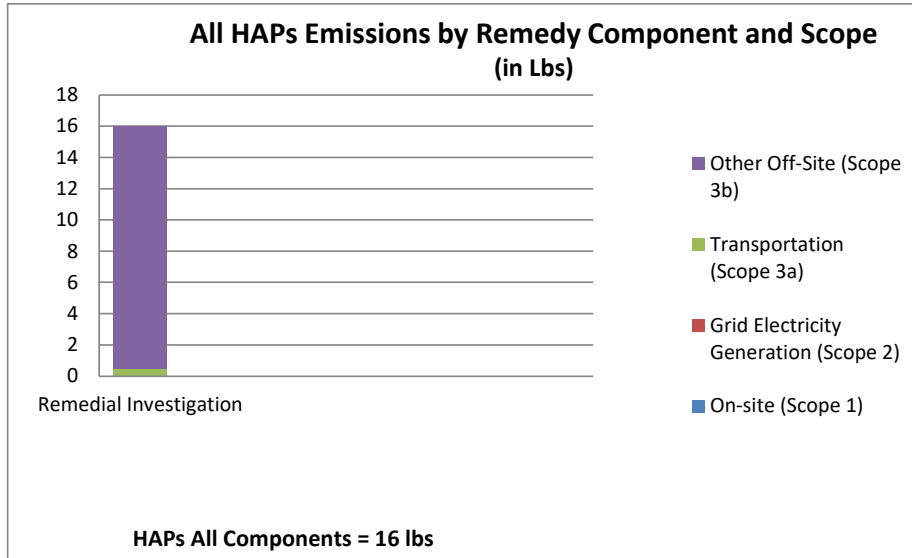 All HAPs Emissions by Remedy Component and Scope
(in Lbs)
18
16
14
12
10
8
6
4
2
0
Remedial Investigation
Other Off-Site (Scope
3b)
Transportation
(Scope 3a)
Grid Electricity
Generation (Scope 2)
On-site (Scope 1)
HAPs All Components = 16 lbs